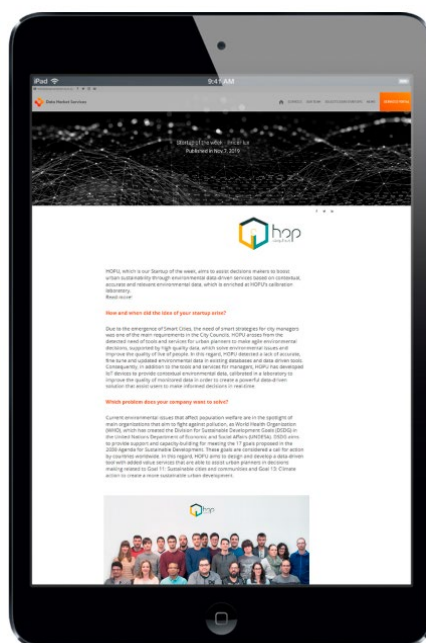 iPad
9:41 AM
Data Market Services
Startup of the week
Published in Nov 7, 2019
hop
HOPU, which is our Startup of the week, aims to assist decisions makers to boost
urban sustainability through environmental data-driven services based on contextual,
accurate and relevant environmental data, which is enriched at HOPU's calibration
laboratory.
Read more!
How and when did the idea of your startup arise?
Due to the emergence of Smart Cities, the need of smart strategies for city managers
was one of the main requirements in the City Council. HOPU arises from the
detected need of tools and services for urban planners to make agile environmental
decisions, supported by high quality data, which solve environmental issues and
improve the quality of live of people. In this regard, HOPU detected a lack of accurate,
fine tune and updated environmental data in existing databases and data-driven tools.
Consequently, in addition to the tools and services for managers, HOPU has developed
IoT devices to provide contextual environmental data, calibrated in a laboratory to
improve the quality of monitored data in order to create a powerful data-driven
solution that assist users to make informed decisions in real-time.
Which problem does your company want to solve?
Current environmental issues that affect population welfare are in the spotlight of
main organisations that aim to fight against pollution, as World Health Organization
(WHO), which has created the Division for Sustainable Development Goals (DSDG) in
the United Nations Department of Economic and Social Affairs (UNDESA). DSDG aims
to provide support and capacity-building for meeting the 17 goals proposed in the
2030 Agenda for Sustainable Development. These goals are considered a call for action
by countries worldwide. In this regard, HOPU aims to design and develop a data-driven
tool with added value services that are able to assist urban planners in decisions
making related to Goal 11: Sustainable cities and communities and Goal 13: Climate
action to create a more sustainable urban development.
hop